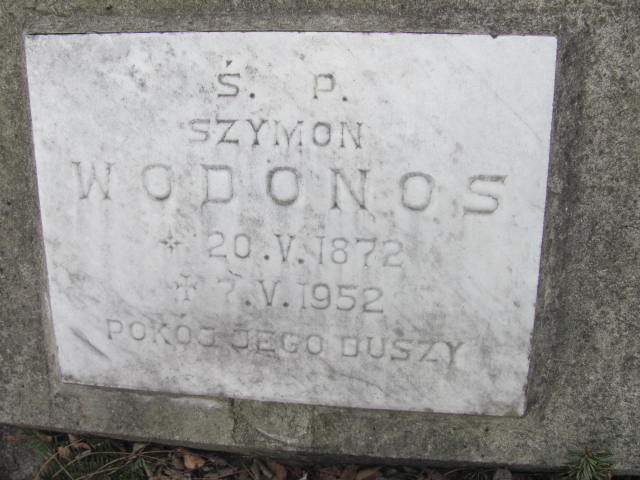 Ś. P.
SZYMON
WODONOS
* 20.V.1872
✝ 7.V.1952
POKÓJ JEGO DUSZY